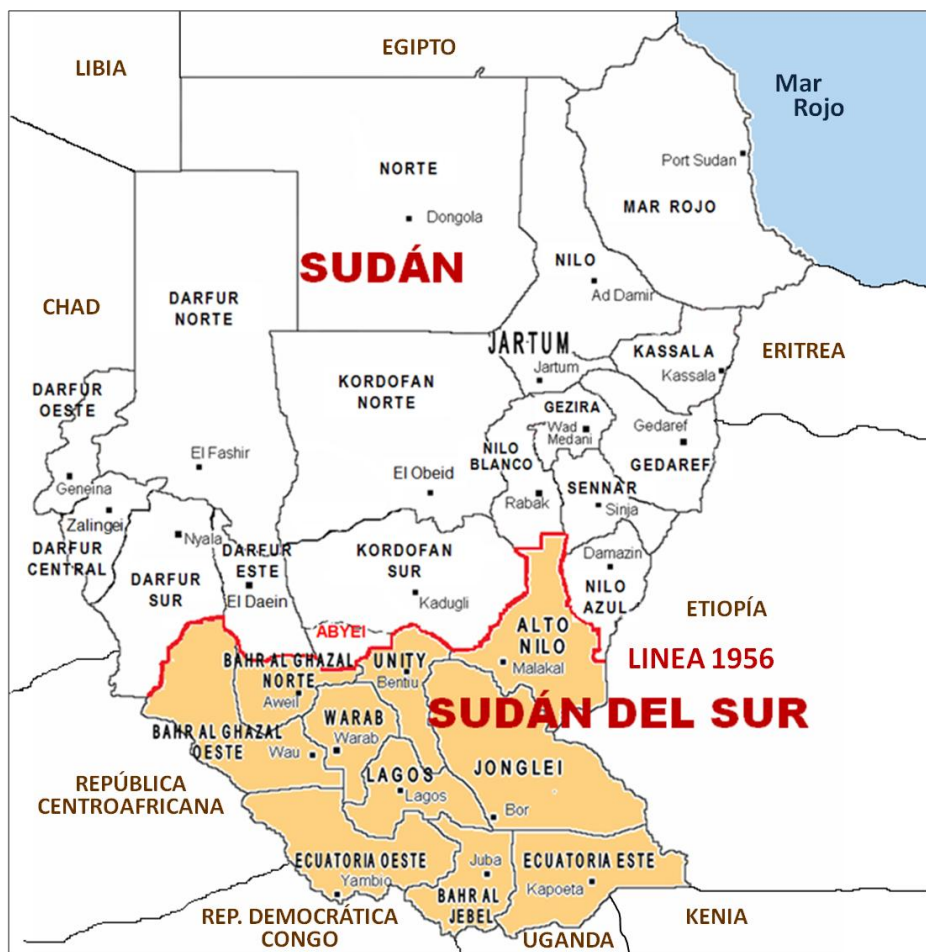 EGIPTO
LIBIA
Mar
Rojo
Port Sudan
NORTE
MAR ROJO
Dongola
SUDÁN
NILO
Ad Damir
DARFUR
NORTE
CHAD
JARTUM
KASSALA
ERITREA
Jartum
Kassala
KORDOFAN
NORTE
DARFUR
OESTE
GEZIRA
Wad
Medani
Gedaref
NILO
BLANCO
GEDAREF
El Fashir
El Obeid
SENNAR
Geneina
Rabak
Sinja
Zalingei
Nyala
DARFUR
CENTRAL
DARFUR
ESTE
KORDOFAN
SUR
Damazin
DARFUR
SUR
NILO
AZUL
El Daein
Kadugli
ETIOPÍA
ABYEI
ALTO
NILO
BAHR AL GHAZAL
NORTE
UNITY
Malakal
LINEA 1956
Bentiu
Aweil
SUDÁN DEL SUR
WARAB
BAHR AL GHAZAL
OESTE
Warab
Wau
LAGOS
JONGLEI
REPÚBLICA
CENTROAFRICANA
Lagos
Bor
ECUATORIA OESTE
Juba
ECUATORIA ESTE
Yambio
Kapoeta
BAHR AL
JEBEL
REP. DEMOCRÁTICA
CONGO
KENIA
UGANDA